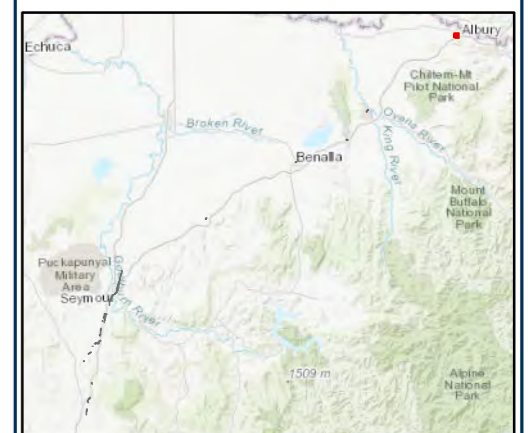 Albury
Echuca
Chiltern-Mt
Pilot National
Park
Broken River
Ovens River
King River
Benalla
Mount
Buffalo
National
Park
Puckapunyal
Military
Area
Seymour
Goulburn River
1509 m
Alpine
National
Park